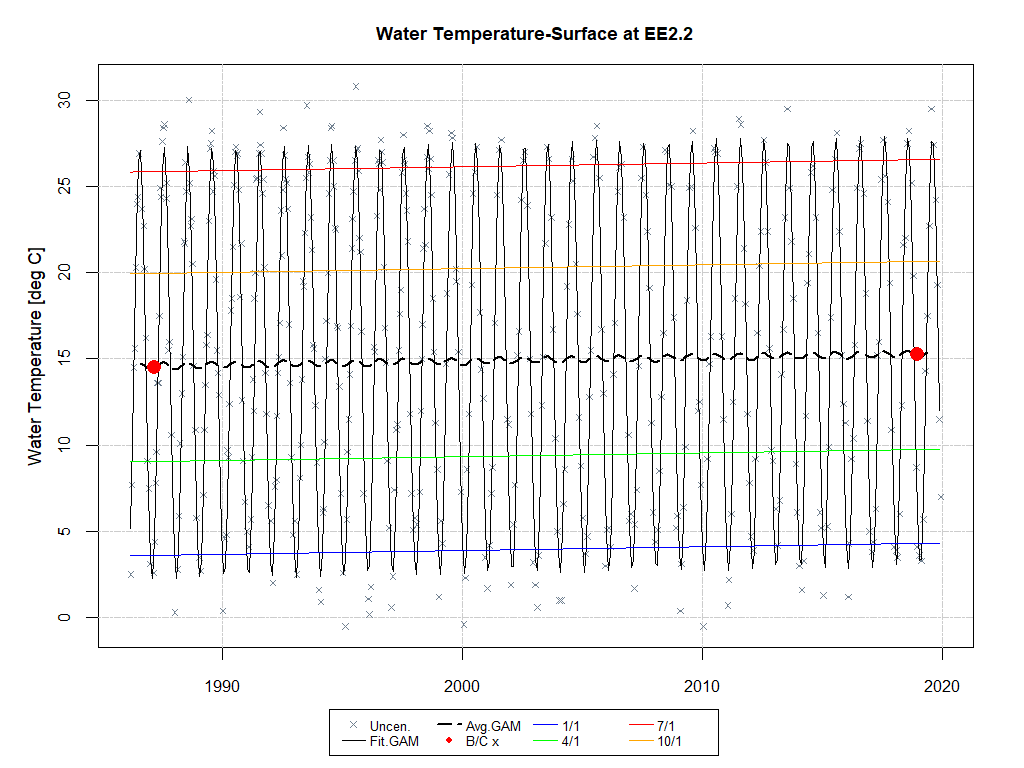 Water Temperature-Surface at EE2.2
Water Temperature [deg C]
30
25
20
15
10
5
0
1990 2000 2010 2020
Uncen. Avg.GAM 1/1 7/1
Fit.GAM B/C x 4/1 10/1